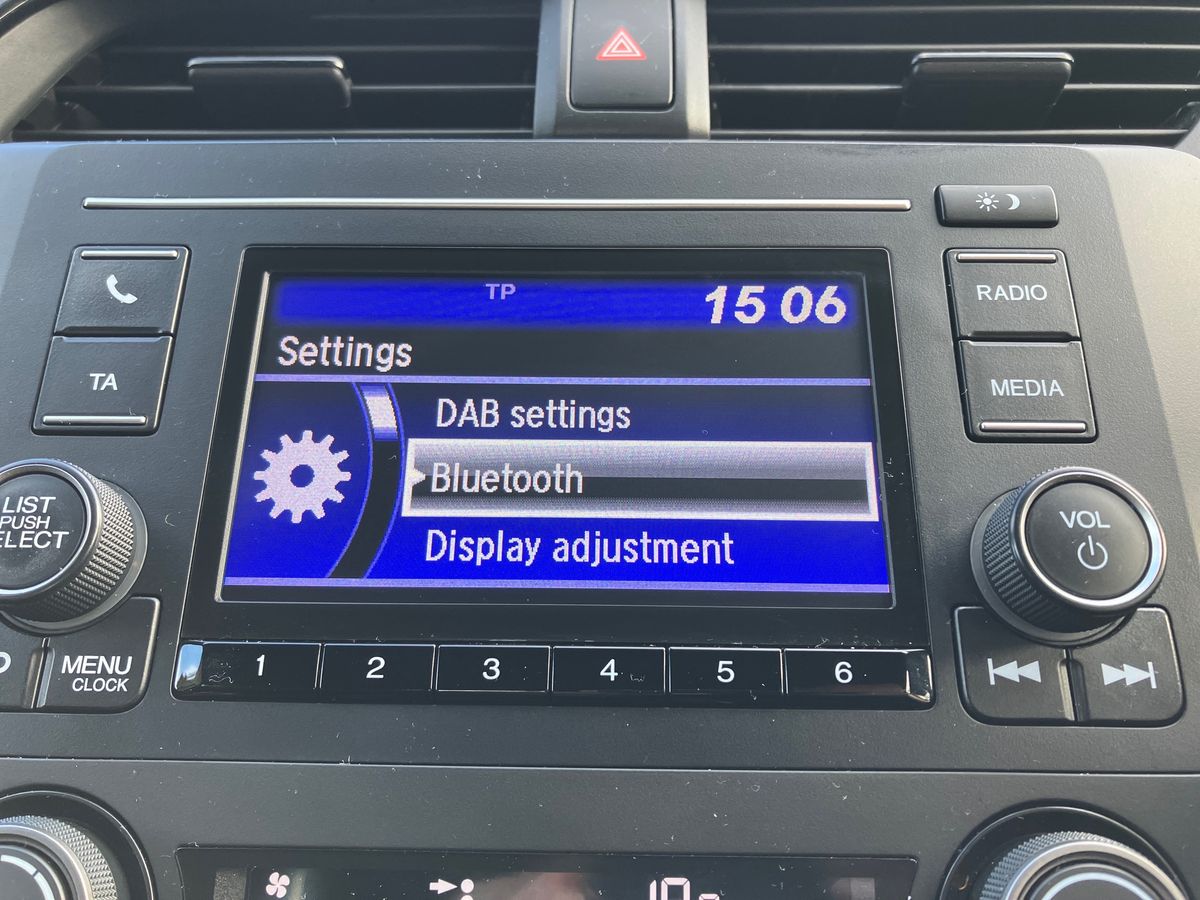 TP
15 06
Settings
DAB settings
Bluetooth
Display adjustment
TA
RADIO
MEDIA
LIST
PUSH
VOL
MENU
CLOCK
1 2 3 4 5 6